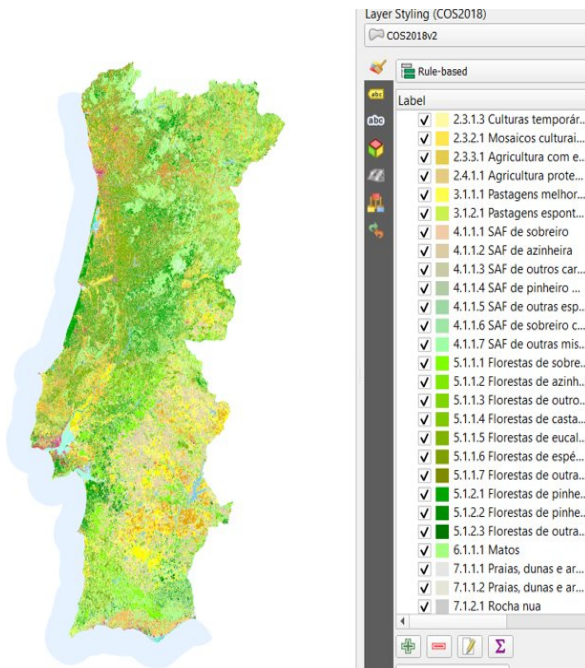 Layer Styling (COS2018)
COS2018v2
Rule-based
abc
abc
Label
2.3.1.3 Culturas temporár...
2.3.2.1 Mosaicos culturai...
2.3.3.1 Agricultura com e...
2.4.1.1 Agricultura prote...
3.1.1.1 Pastagens melhor...
3.1.2.1 Pastagens espont...
4.1.1.1 SAF de sobreiro
4.1.1.2 SAF de azinheira
4.1.1.3 SAF de outros car...
4.1.1.4 SAF de pinheiro ...
4.1.1.5 SAF de outras esp...
4.1.1.6 SAF de sobreiro c...
4.1.1.7 SAF de outras mis...
5.1.1.1 Florestas de sobre...
5.1.1.2 Florestas de azinh...
5.1.1.3 Florestas de outro...
5.1.1.4 Florestas de casta...
5.1.1.5 Florestas de eucal...
5.1.1.6 Florestas de espé...
5.1.1.7 Florestas de outra...
5.1.2.1 Florestas de pinhe...
5.1.2.2 Florestas de pinhe...
5.1.2.3 Florestas de outra...
6.1.1.1 Matos
7.1.1.1 Praias, dunas e ar...
7.1.1.2 Praias, dunas e ar...
7.1.2.1 Rocha nua
Σ